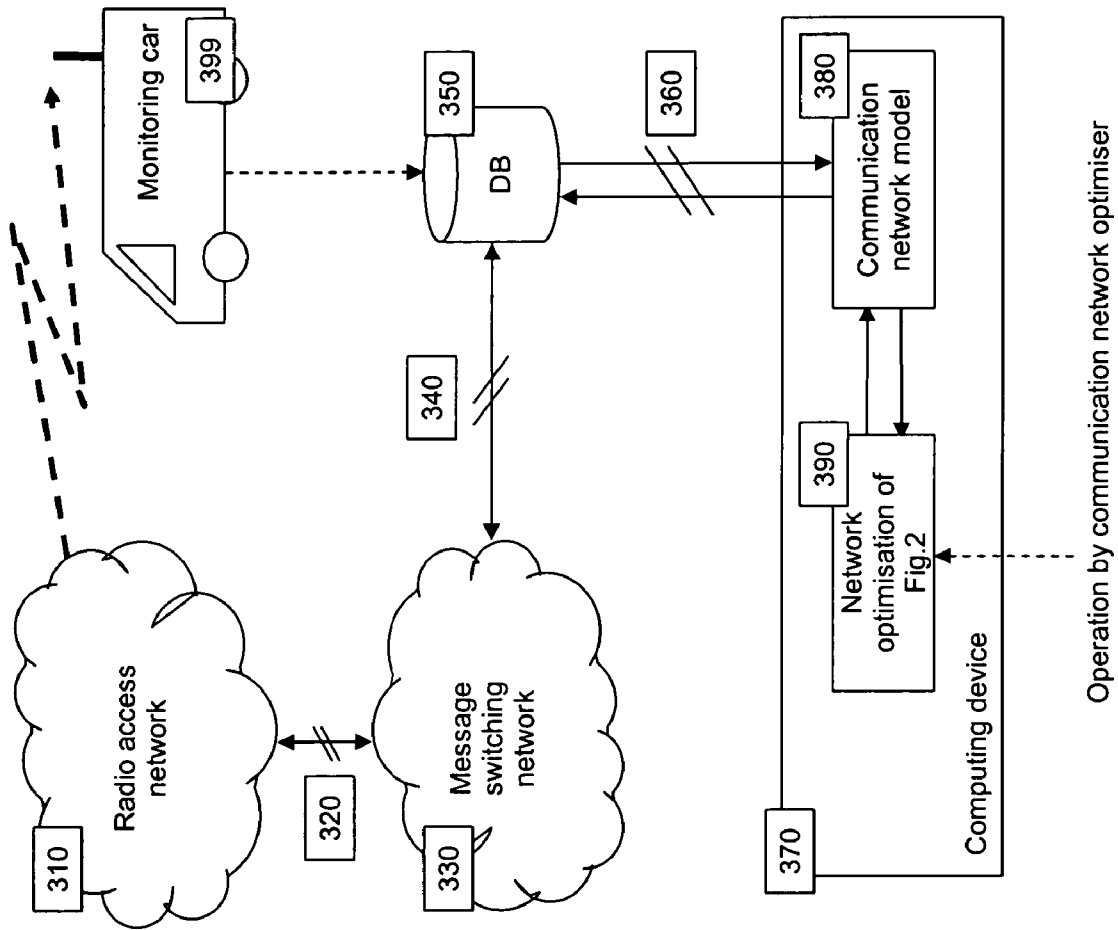 310
Radio access
network
Monitoring car
399
320
330
Message
switching
network
340
350
DB
360
370
Computing device
390
Network
optimisation of
Fig.2
380
Communication
network model
Operation by communication network optimiser